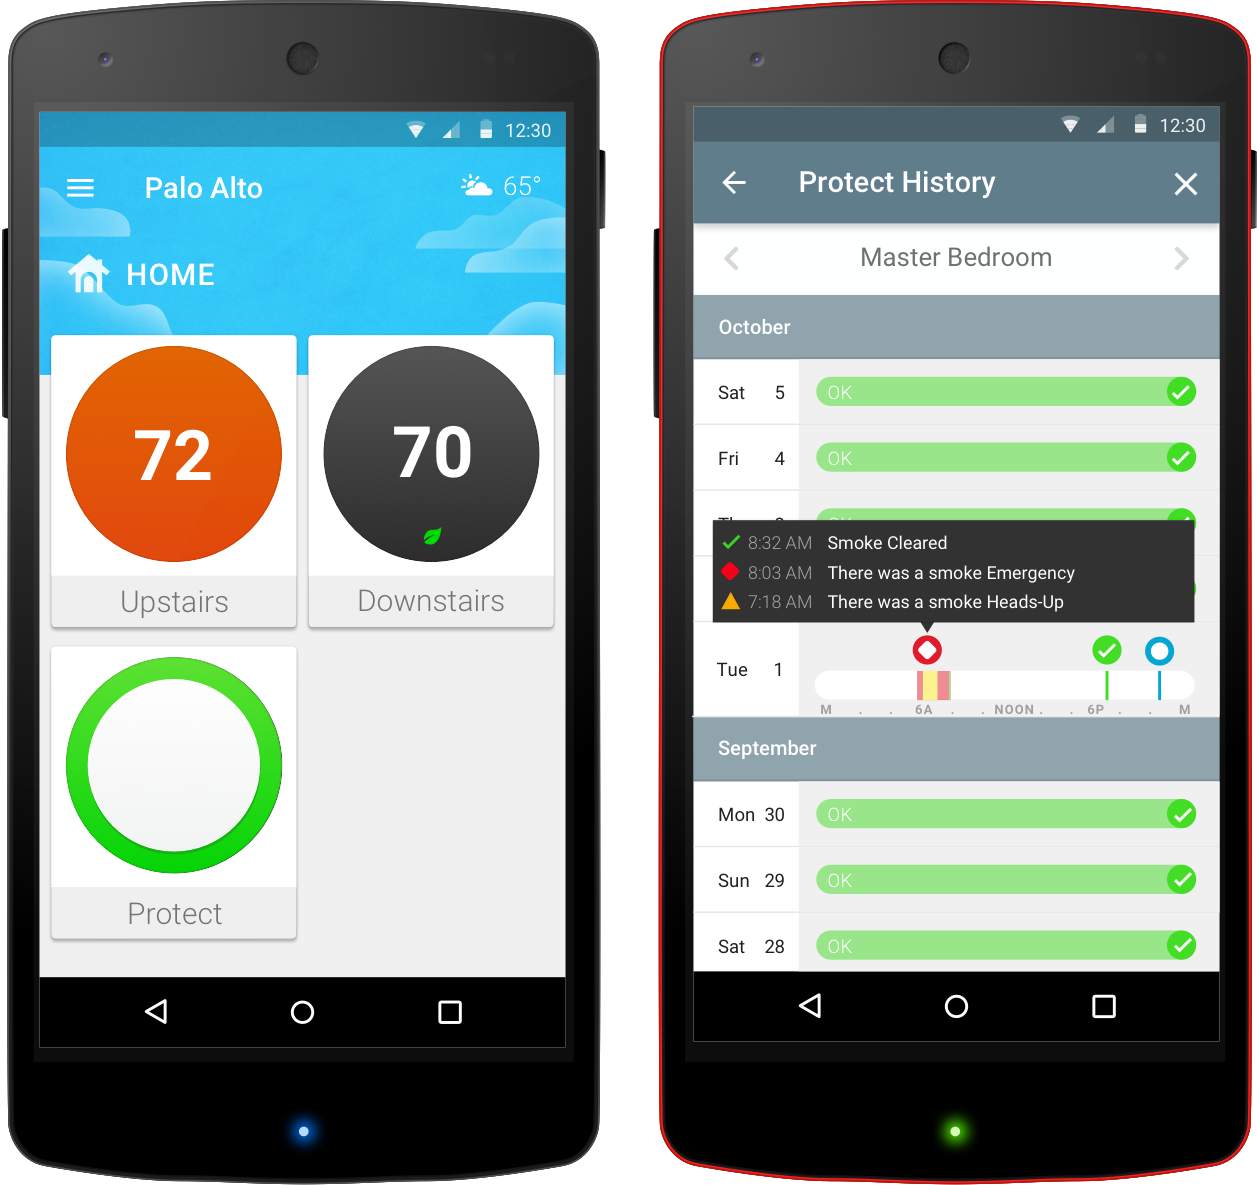 12:30
Palo Alto
65°
HOME
72
70
Upstairs
Downstairs
Protect
12:30
Protect History
Master Bedroom
October
Sat 5
OK
Fri 4
OK
8:32 AM Smoke Cleared
8:03 AM There was a smoke Emergency
7:18 AM There was a smoke Heads-Up
Tue 1
M . . 6A . . NOON . . 6P . . M
September
Mon 30
OK
Sun 29
OK
Sat 28
OK